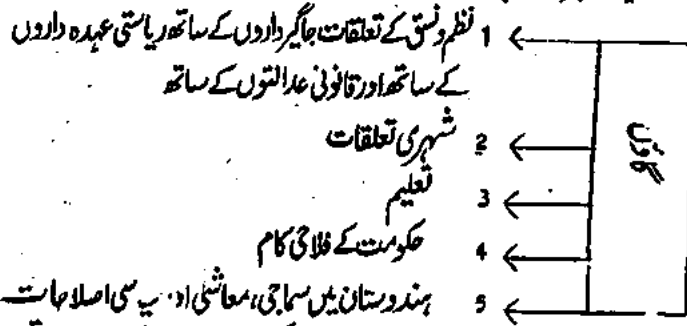 1 نظم و نسق کے تعلقات جاگیرداروں کے ساتھ ریاستی عہدہ داروں
کے ساتھ اور قانونی عدالتوں کے ساتھ
2 شہری تعلقات
3 تعلیم
4 حکومت کے فلاحی کام
5 ہندوستان میں سماجی، معاشی اور سیاسی اصلاحات
گاؤں